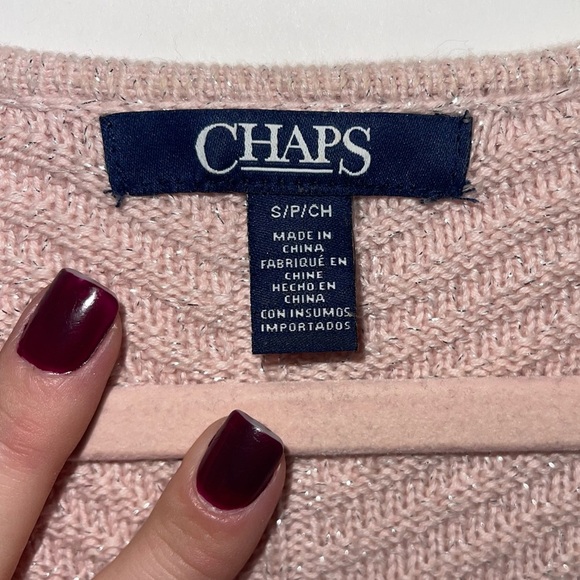 CHAPS
S/P/CH
MADE IN
CHINA
FABRIQUÉ EN
CHINE
HECHO EN
CHINA
CON INSUMOS
IMPORTADOS